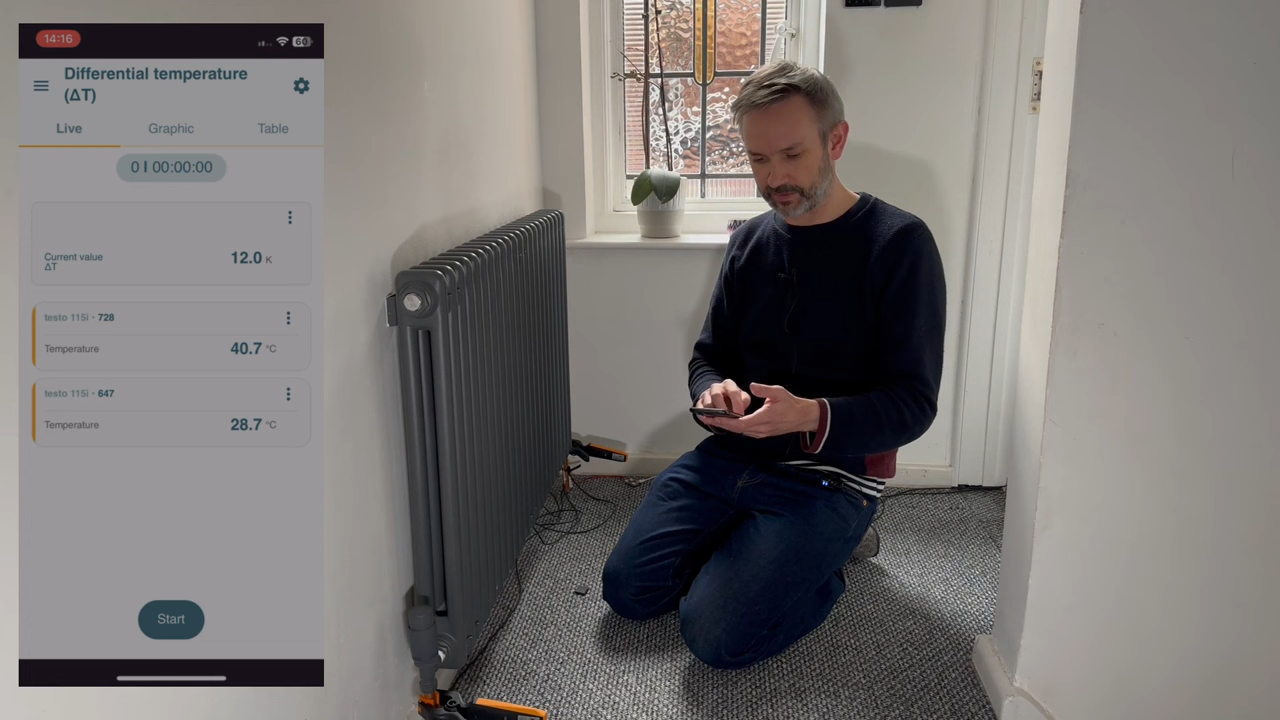 14:16
60
Differential temperature
(ΔT)
Live Graphic Table
0 I 00:00:00
Current value
ΔT
12.0 K
testo 115i • 728
Temperature 40.7 °C
testo 115i • 647
Temperature 28.7 °C
Start